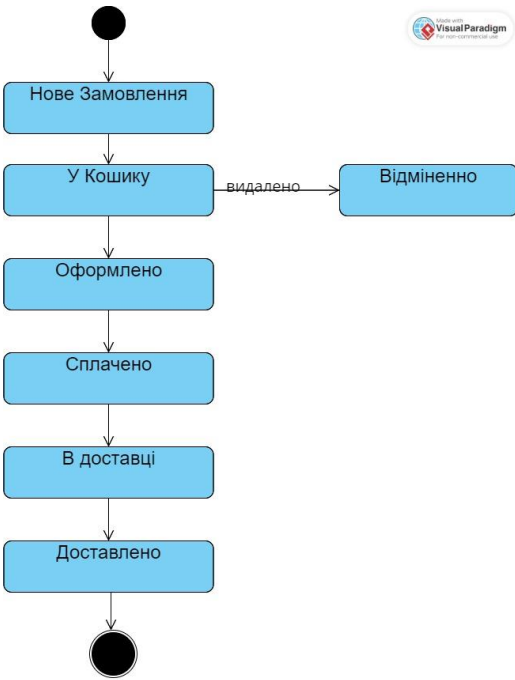 Made with
Visual Paradigm
For non-commercial use
Нове Замовлення
У Кошику
видалено
Відміненно
Оформлено
Сплачено
В доставці
Доставлено